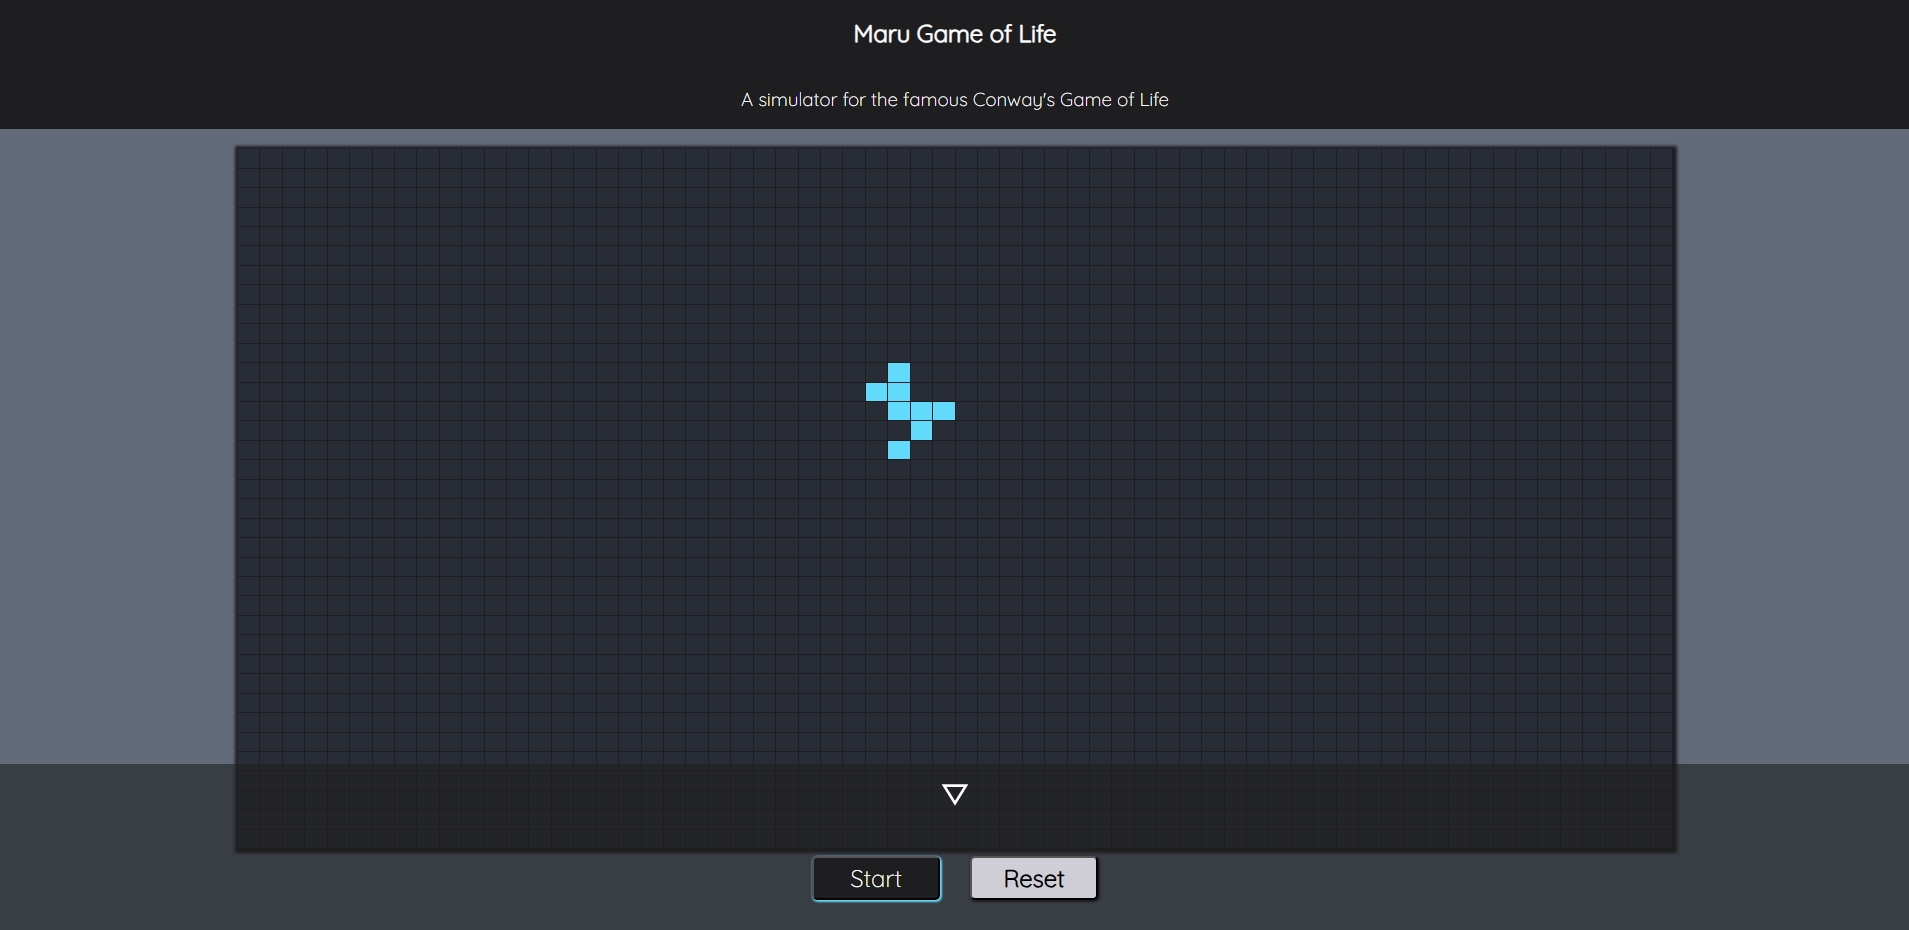 Maru Game of Life
A simulator for the famous Conway's Game of Life
Start
Reset